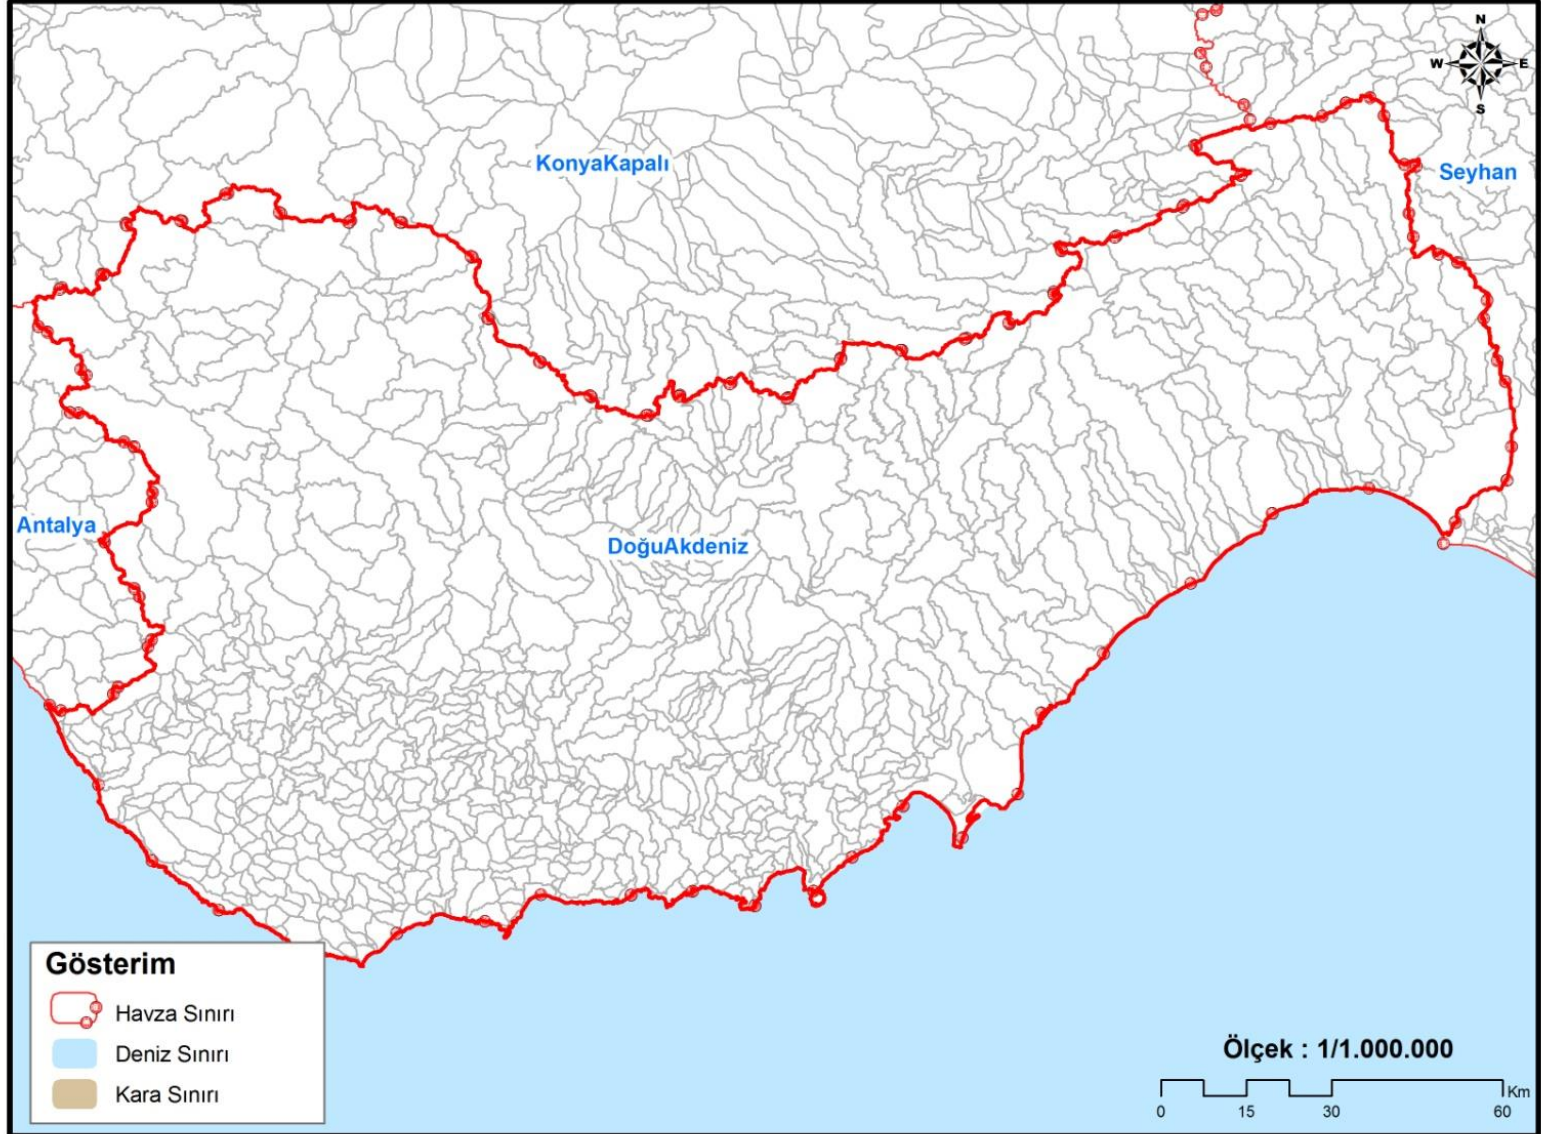 N
W E
S
KonyaKapalı
Seyhan
Antalya
DoğuAkdeniz
Gösterim
Havza Sınırı
Deniz Sınırı
Kara Sınırı
Ölçek : 1/1.000.000
Km
0 15 30 60